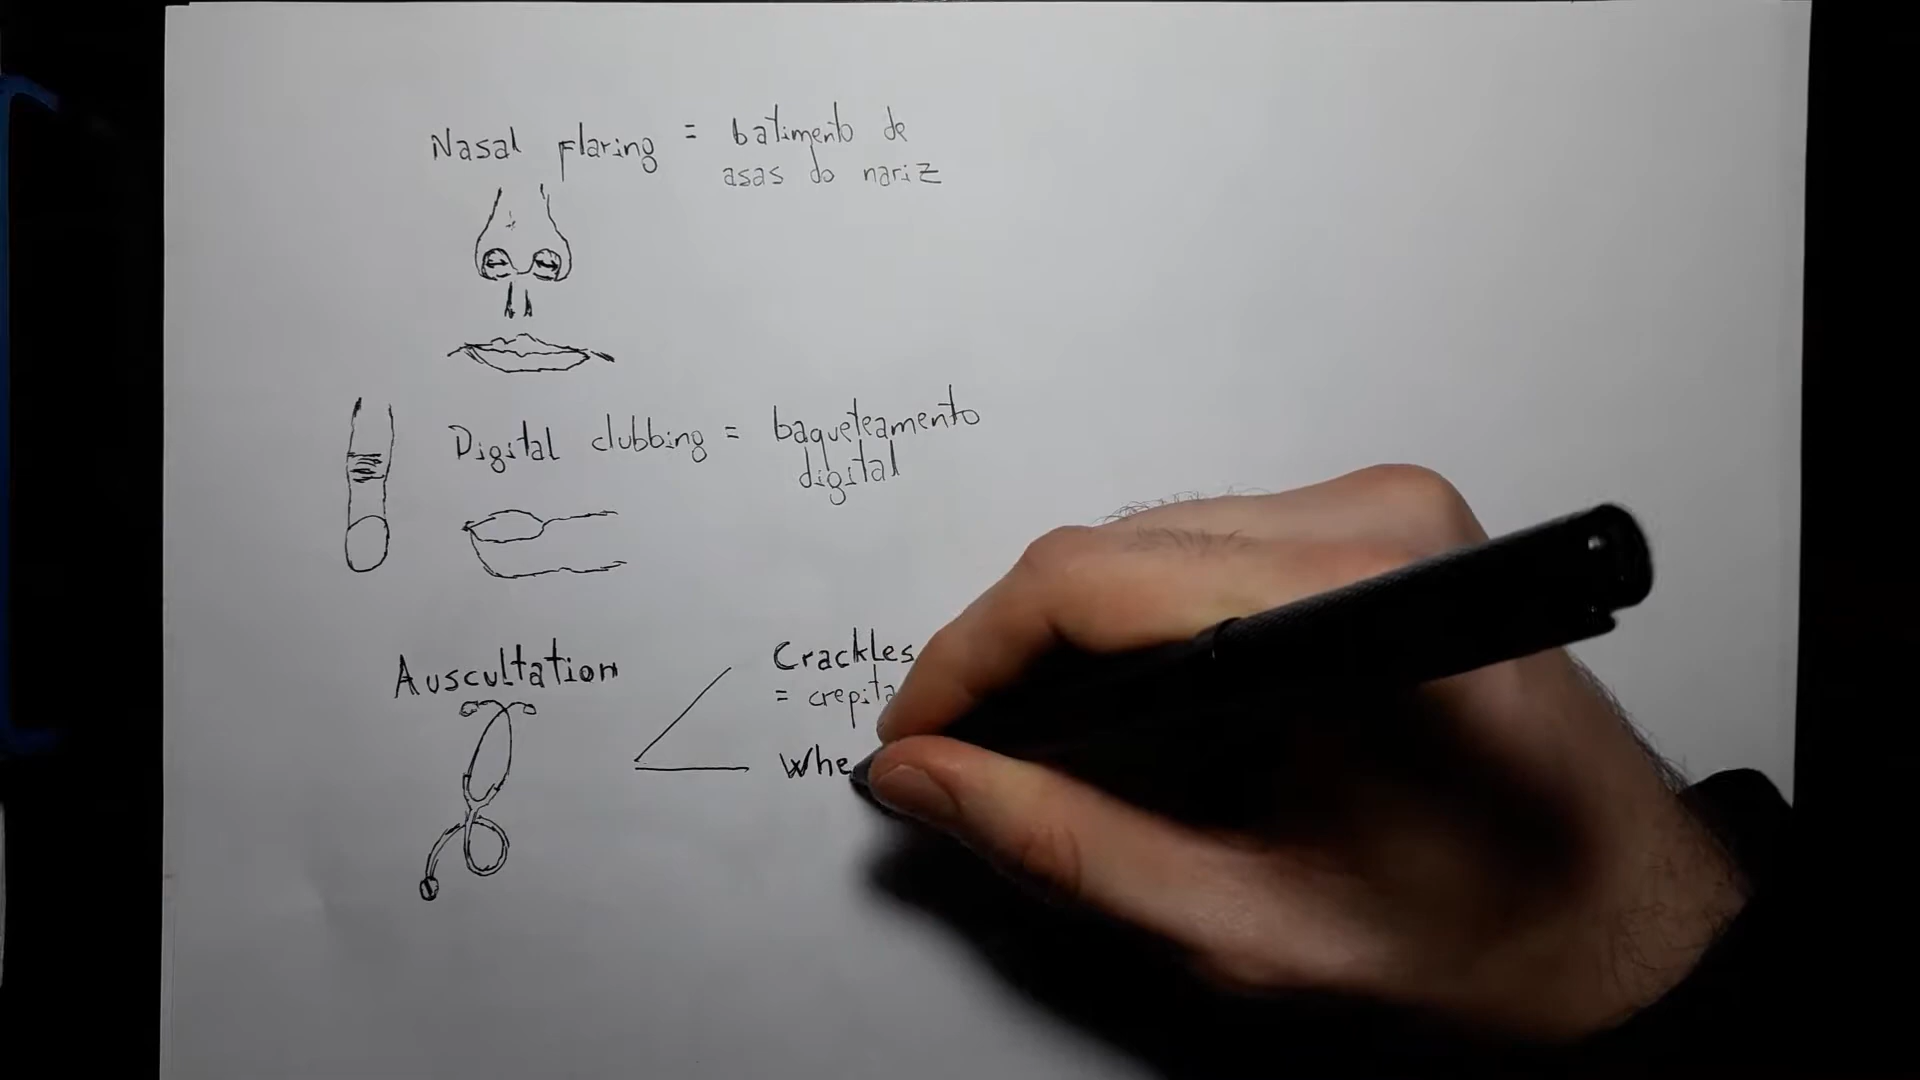 Nasal flaring = batimento de
asas do nariz
Digital clubbing = baqueteamento
digital
Auscultation
Crackles
= crepita
Whe